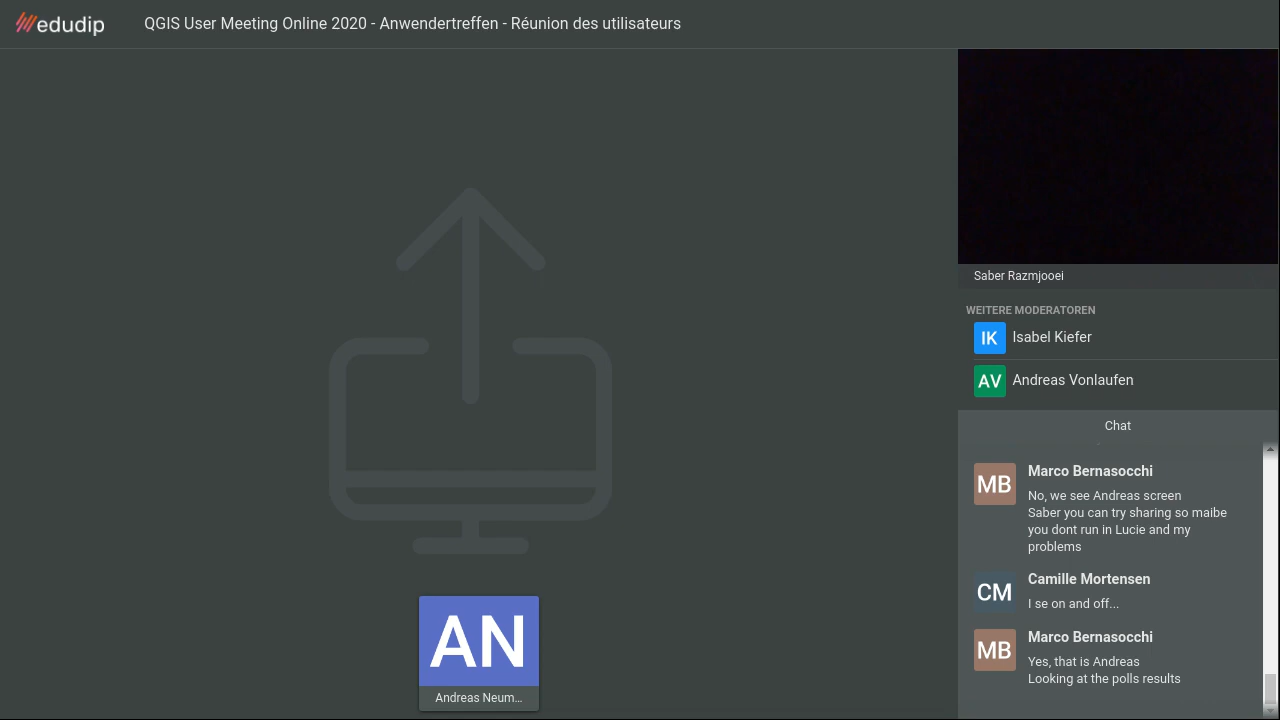 edudip
QGIS User Meeting Online 2020 - Anwendertreffen - Réunion des utilisateurs
Saber Razmjooei
WEITERE MODERATOREN
IK Isabel Kiefer
AV Andreas Vonlaufen
Chat
MB Marco Bernasocchi
No, we see Andreas screen
Saber you can try sharing so maibe
you dont run in Lucie and my
problems
CM Camille Mortensen
I se on and off...
MB Marco Bernasocchi
Yes, that is Andreas
Looking at the polls results
AN
Andreas Neum...